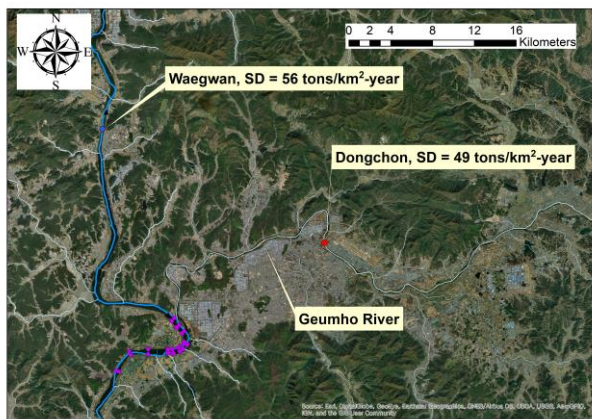 N
W E
S
0 2 4 8 12 16
Kilometers
Waegwan, SD = 56 tons/km²-year
Dongchon, SD = 49 tons/km²-year
Geumho River
Source: Esri, DigitalGlobe, GeoEye, Earthstar Geographics, CNES/Airbus DS, USDA, USGS, AeroGRID,
IGN, and the GIS User Community